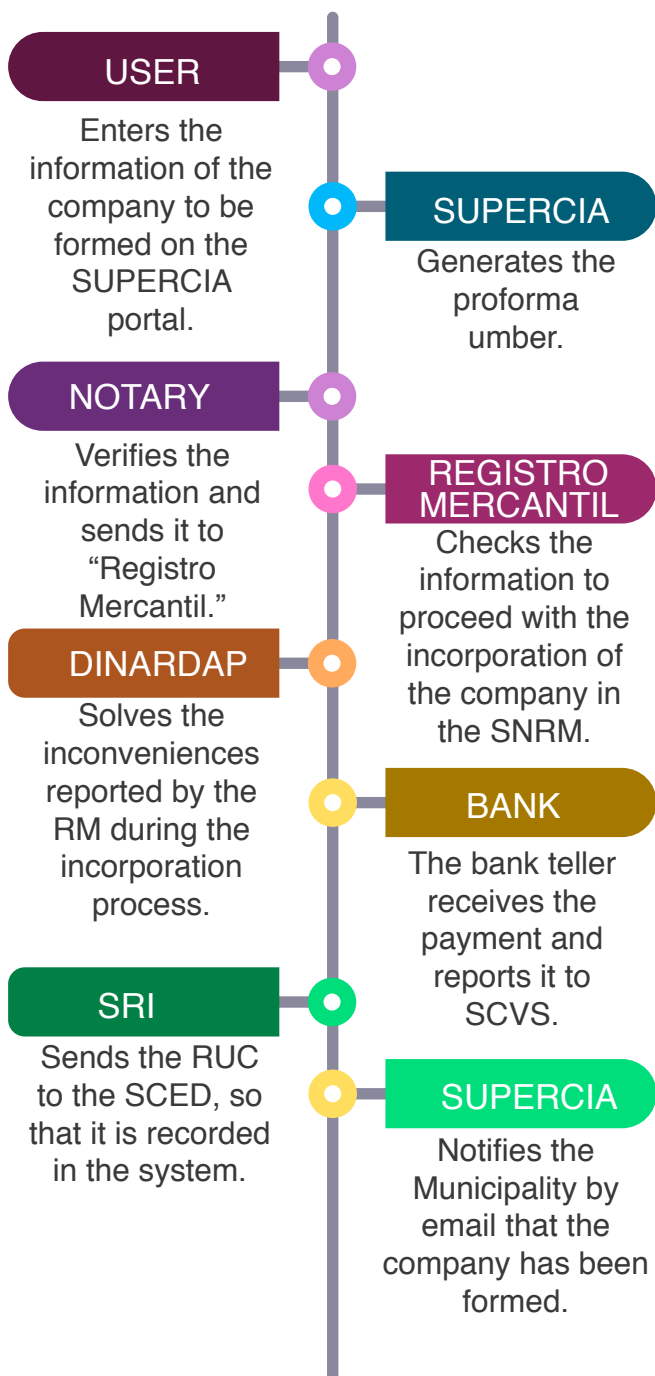 USER
Enters the
information of the
company to be
formed on the
SUPERCIA
portal.
SUPERCIA
Generates the
proforma
umber.
NOTARY
Verifies the
information and
sends it to
“Registro
Mercantil.”
REGISTRO
MERCANTIL
Checks the
information to
proceed with the
incorporation of
the company in
the SNRM.
DINARDAP
Solves the
inconveniences
reported by the
RM during the
incorporation
process.
BANK
The bank teller
receives the
payment and
reports it to
SCVS.
SRI
Sends the RUC
to the SCED, so
that it is recorded
in the system.
SUPERCIA
Notifies the
Municipality by
email that the
company has been
formed.